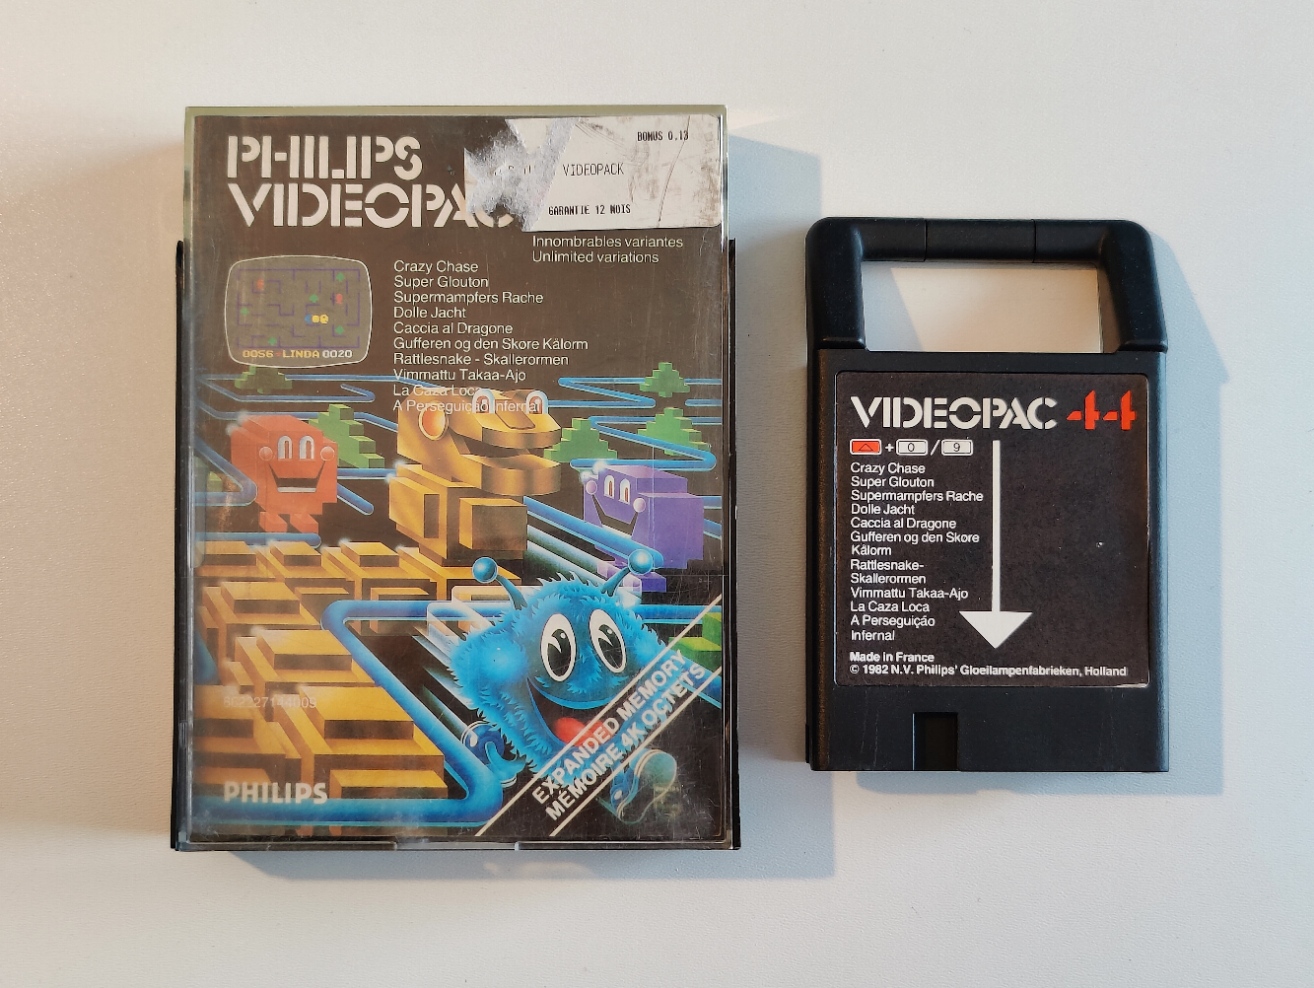 PHILIPS
VIDEOPAC
BONUS 0.13
VIDEOPACK
GARANTIE 12 MOIS
Innombrables variantes
Unlimited variations
Crazy Chase
Super Glouton
Supermampfers Rache
Dolle Jacht
Caccia al Dragone
Gufferen og den Skøre Kålorm
Rattlesnake - Skallerormen
Vimmattu Takaa-Ajo
La Caza Loca
A Perseguição Infernal
0056 LINDA 0020
EXPANDED MEMORY
MÉMOIRE 4K OCTETS
PHILIPS
VIDEOPAC 44
+ 0 / 9
Crazy Chase
Super Glouton
Supermampfers Rache
Dolle Jacht
Caccia al Dragone
Gufferen og den Skøre
Kålorm
Rattlesnake-
Skallerormen
Vimmattu Takaa-Ajo
La Caza Loca
A Perseguição
Infernal
Made in France
© 1982 N.V. Philips' Gloeilampenfabrieken, Holland